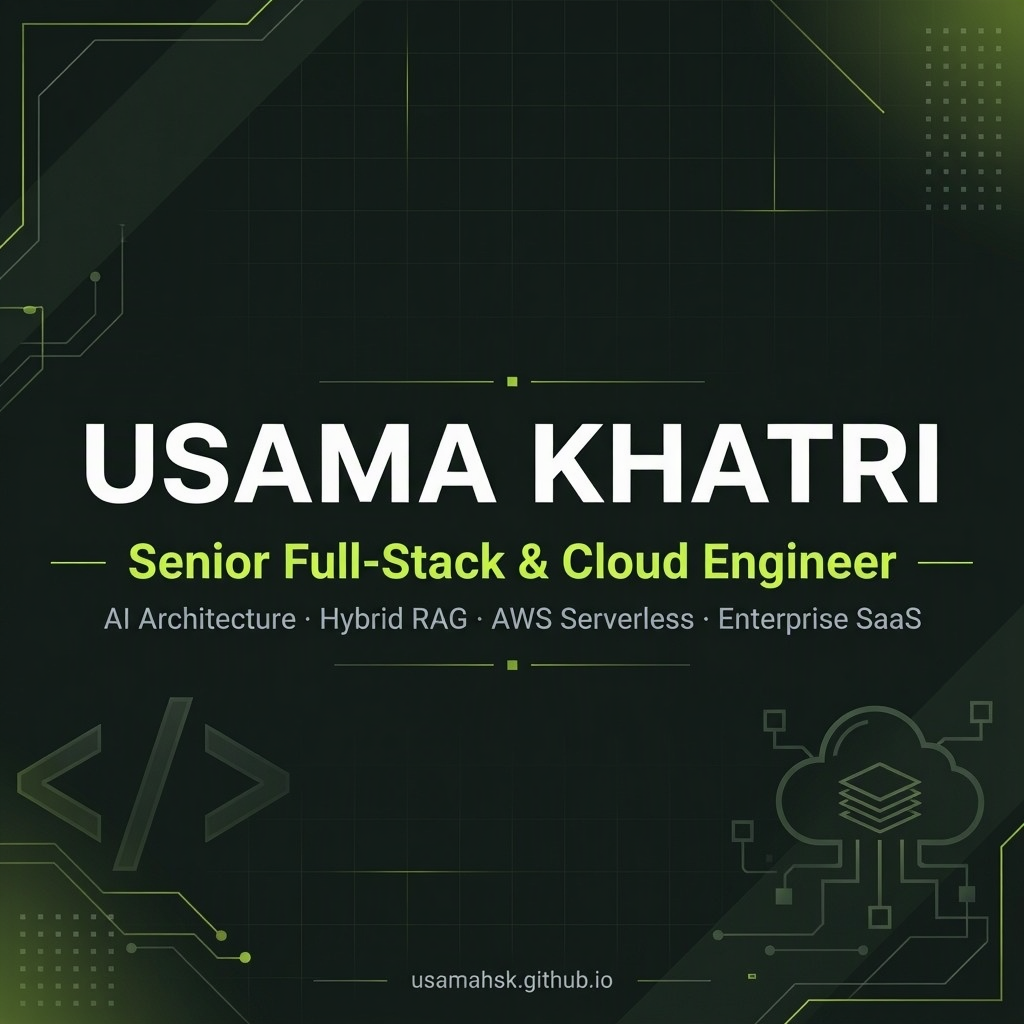 USAMA KHATRI
Senior Full-Stack & Cloud Engineer
AI Architecture · Hybrid RAG · AWS Serverless · Enterprise SaaS
</>
usamahsk.github.io